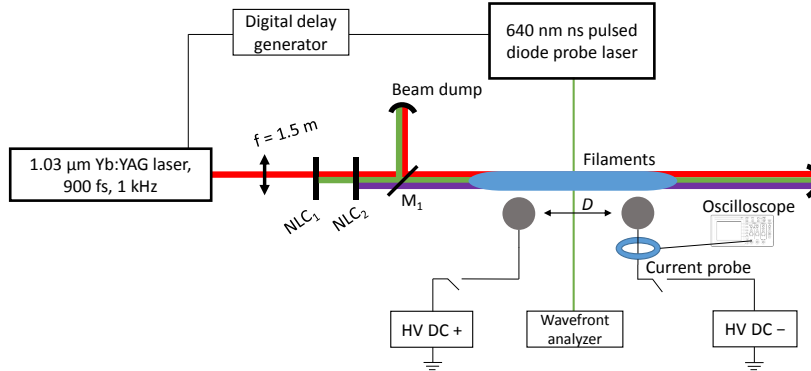 Digital delay
generator
640 nm ns pulsed
diode probe laser
Beam dump
f = 1.5 m
1.03 µm Yb:YAG laser,
900 fs, 1 kHz
Filaments
NLC₁
NLC₂
M₁
D
Oscilloscope
Current probe
HV DC +
Wavefront
analyzer
HV DC −